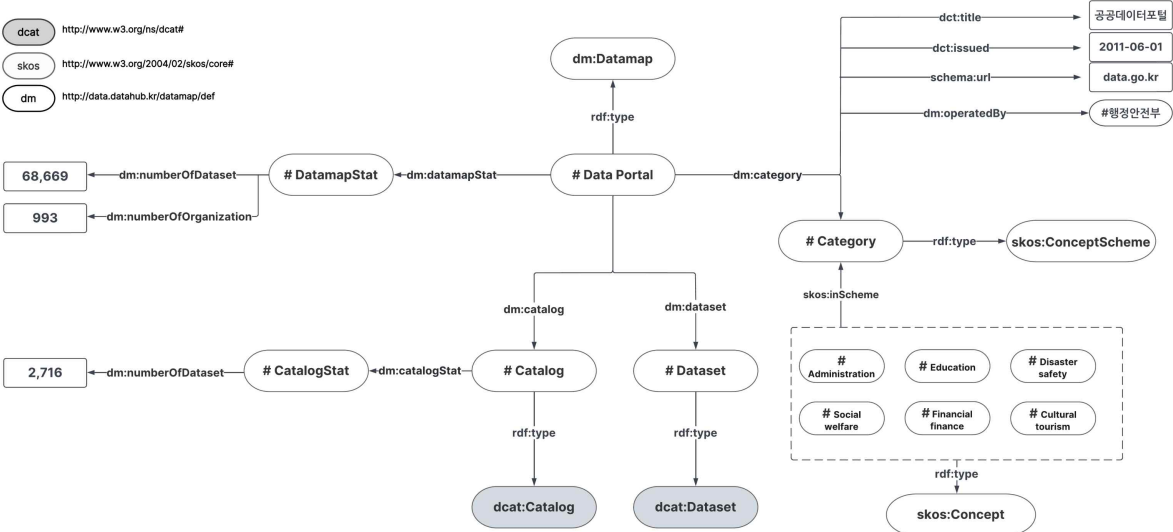 dcat http://www.w3.org/ns/dcat#
skos http://www.w3.org/2004/02/skos/core#
dm http://data.datahub.kr/datamap/def
dm:Datamap
rdf:type
dct:title
공공데이터포털
dct:issued
2011-06-01
schema:url
data.go.kr
dm:operatedBy
#행정안전부
68,669
dm:numberOfDataset
# DatamapStat
dm:datamapStat
# Data Portal
dm:category
993
dm:numberOfOrganization
# Category
rdf:type
skos:ConceptScheme
skos:inScheme
dm:catalog
dm:dataset
2,716
dm:numberOfDataset
# CatalogStat
dm:catalogStat
# Catalog
# Dataset
#
Administration
# Education
# Disaster
safety
# Social
welfare
# Financial
finance
# Cultural
tourism
rdf:type
rdf:type
rdf:type
dcat:Catalog
dcat:Dataset
skos:Concept